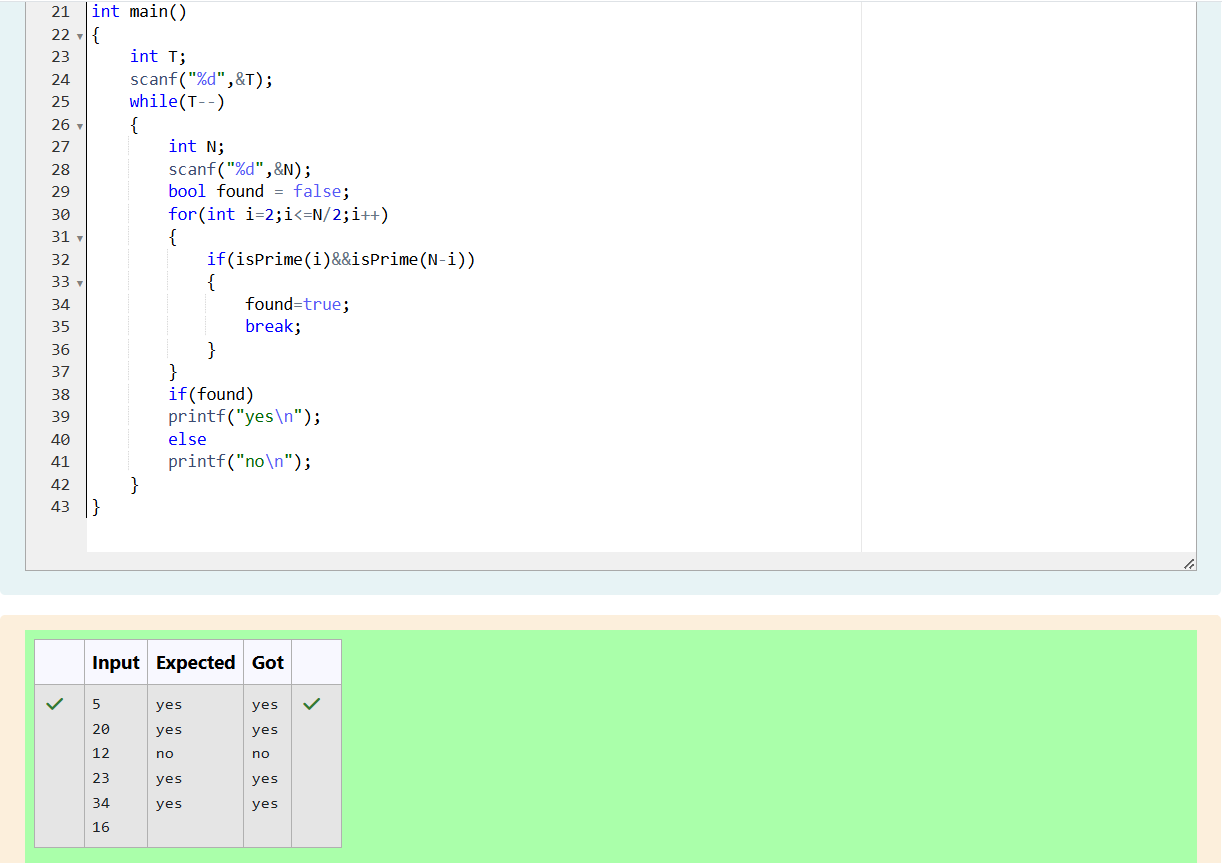 21 int main()
22 {
23     int T;
24     scanf("%d",&T);
25     while(T--)
26     {
27         int N;
28         scanf("%d",&N);
29         bool found = false;
30         for(int i=2;i<=N/2;i++)
31         {
32             if(isPrime(i)&&isPrime(N-i))
33             {
34                 found=true;
35                 break;
36             }
37         }
38         if(found)
39         printf("yes\n");
40         else
41         printf("no\n");
42     }
43 }
Input Expected Got
5 yes yes
20 yes yes
12 no no
23 yes yes
34 yes yes
16